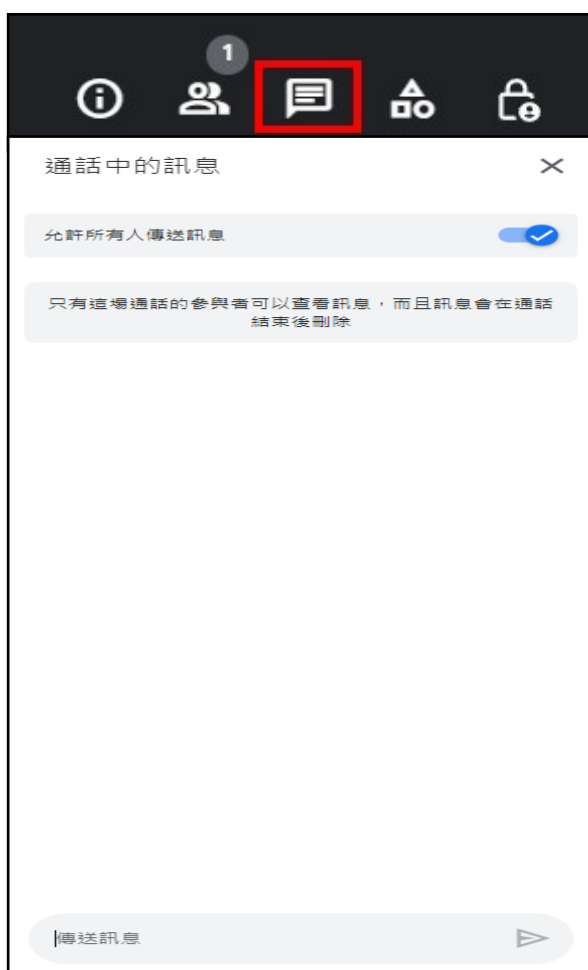 1
通話中的訊息
允許所有人傳送訊息
只有這場通話的參與者可以查看訊息，而且訊息會在通話
結束後刪除
傳送訊息